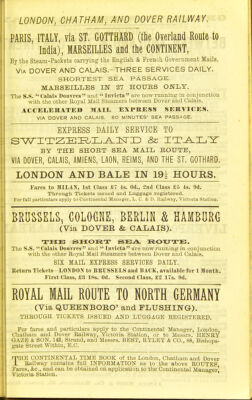 LONDON, CHATHAM, AND DOVER RAILWAY.
PARIS, ITALY, via ST. GOTTHARD (the Overland Route to
India), MARSEILLES and the CONTINENT,
By the Steam-Packets carrying the English & French Government Mails,
VIA DOVER AND CALAIS.—THREE SERVICES DAILY.
SHORTEST SEA PASSAGE.
MARSEILLES IN 27 HOURS ONLY.
The S.S. "Calais Douvres" and "Invicta" are now running in conjunction
with the other Royal Mail Steamers between Dover and Calais.
ACCELERATED MAIL EXPRESS SERVICES.
VIA DOVER AND CALAIS. 80 MINUTES' SEA PASSAGE.
EXPRESS DAILY SERVICE TO
SWITZERLAND & ITALY
BY THE SHORT SEA MAIL ROUTE,
VIA DOVER, CALAIS, AMIENS, LAON, REIMS, AND THE ST. GOTHARD.
LONDON AND BALE IN 19½ HOURS.
Fares to MILAN, 1st Class £7 1s. 0d., 2nd Class £5 4s. 9d.
Through Tickets issued and Luggage registered.
For full particulars apply to Continental Manager, L. C. & D. Railway, Victoria Station.
BRUSSELS, COLOGNE, BERLIN & HAMBURG
(Via DOVER & CALAIS).
THE SHORT SEA ROUTE.
The S.S. "Calais Douvres" and "Invicta" are now running in conjunction
with the other Royal Mail Steamers between Dover and Calais.
SIX MAIL EXPRESS SERVICES DAILY.
Return Tickets—LONDON to BRUSSELS and BACK, available for 1 Month.
First Class, £3 18s. 0d. Second Class, £2 17s. 9d.
ROYAL MAIL ROUTE TO NORTH GERMANY
(Via QUEENBORO' and FLUSHING).
THROUGH TICKETS ISSUED AND LUGGAGE REGISTERED.
For fares and particulars apply to the Continental Manager, London,
Chatham and Dover Railway, Victoria Station, or to Messrs. HENRY
GAZE & SON, 142, Strand, and Messrs. BEST, RYLEY & CO., 88, Bishops-
gate Street Within, E.C.
THE CONTINENTAL TIME BOOK of the London, Chatham and Dover
Railway contains full INFORMATION as to the above ROUTES,
Fares, &c., and can be obtained on application to the Continental Manager,
Victoria Station.